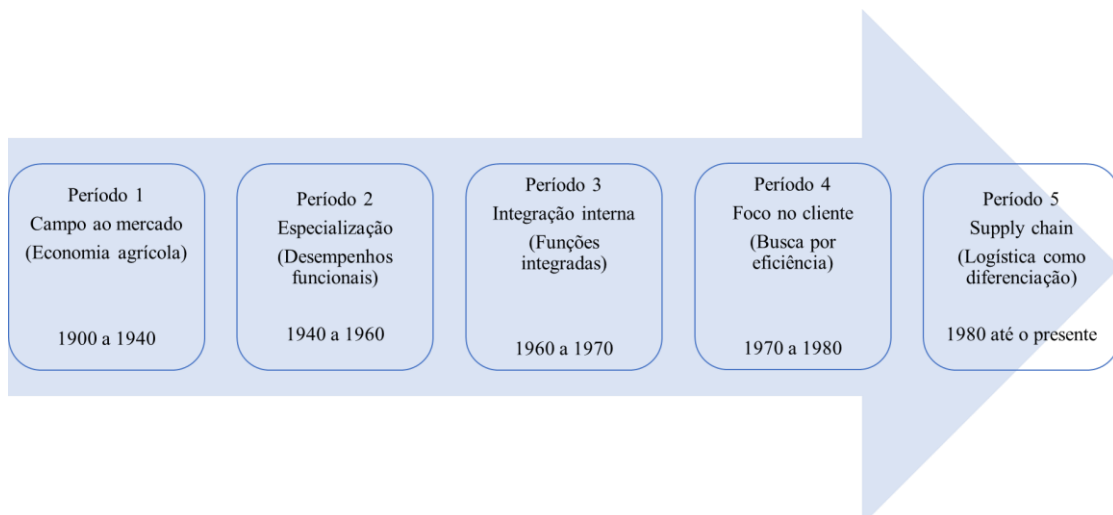 Período 1
Campo ao mercado
(Economia agrícola)
1900 a 1940
Período 2
Especialização
(Desempenhos
funcionais)
1940 a 1960
Período 3
Integração interna
(Funções
integradas)
1960 a 1970
Período 4
Foco no cliente
(Busca por
eficiência)
1970 a 1980
Período 5
Supply chain
(Logística como
diferenciação)
1980 até o presente